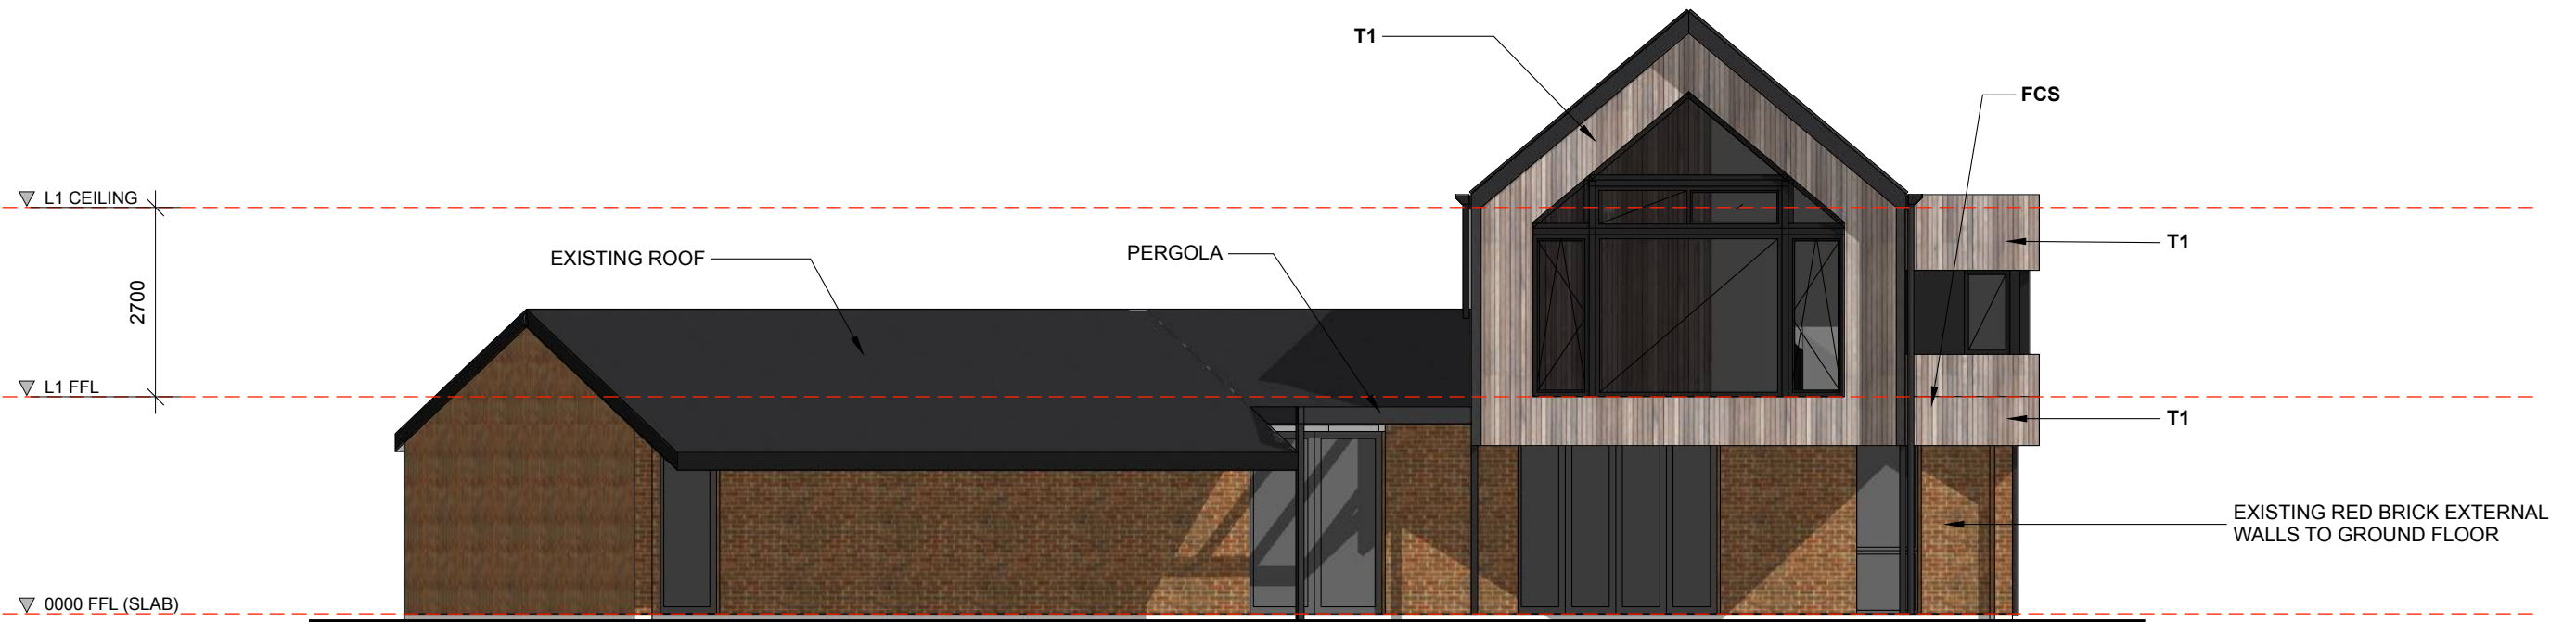 T1
FCS
L1 CEILING
T1
EXISTING ROOF
PERGOLA
2700
L1 FFL
T1
EXISTING RED BRICK EXTERNAL
WALLS TO GROUND FLOOR
0000 FFL (SLAB)